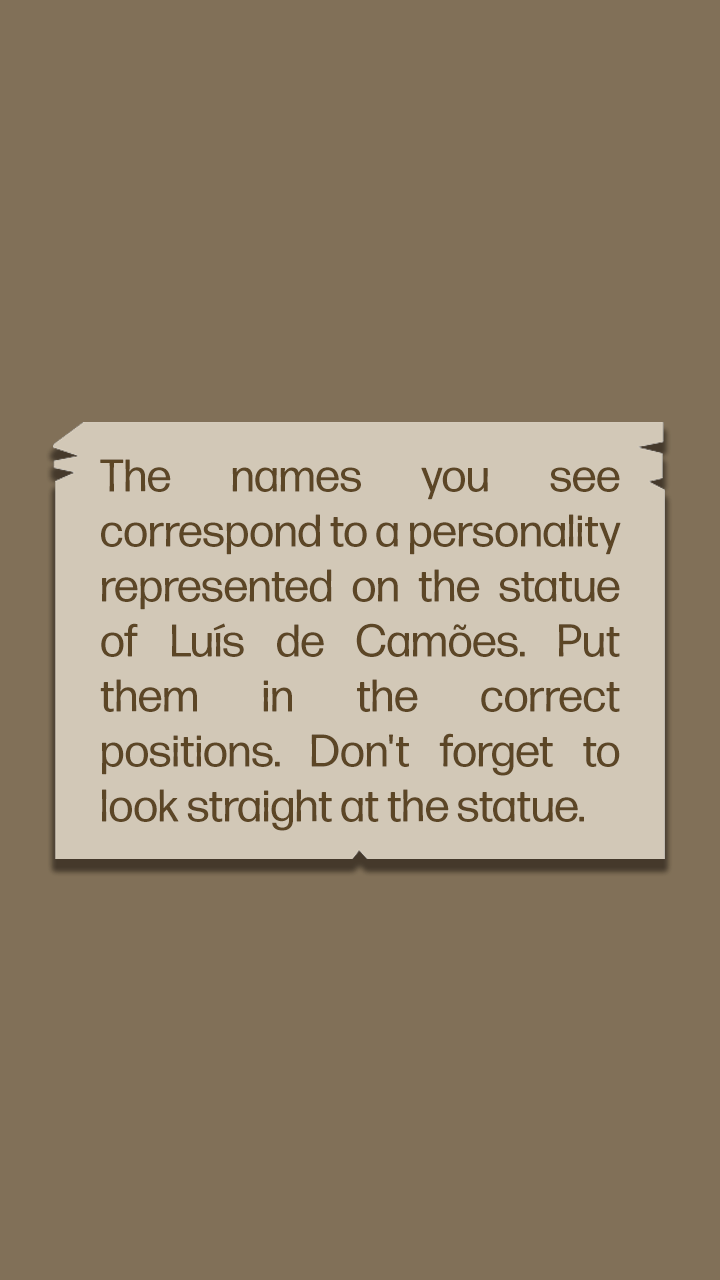 The names you see
correspond to a personality
represented on the statue
of Luís de Camões. Put
them in the correct
positions. Don't forget to
look straight at the statue.